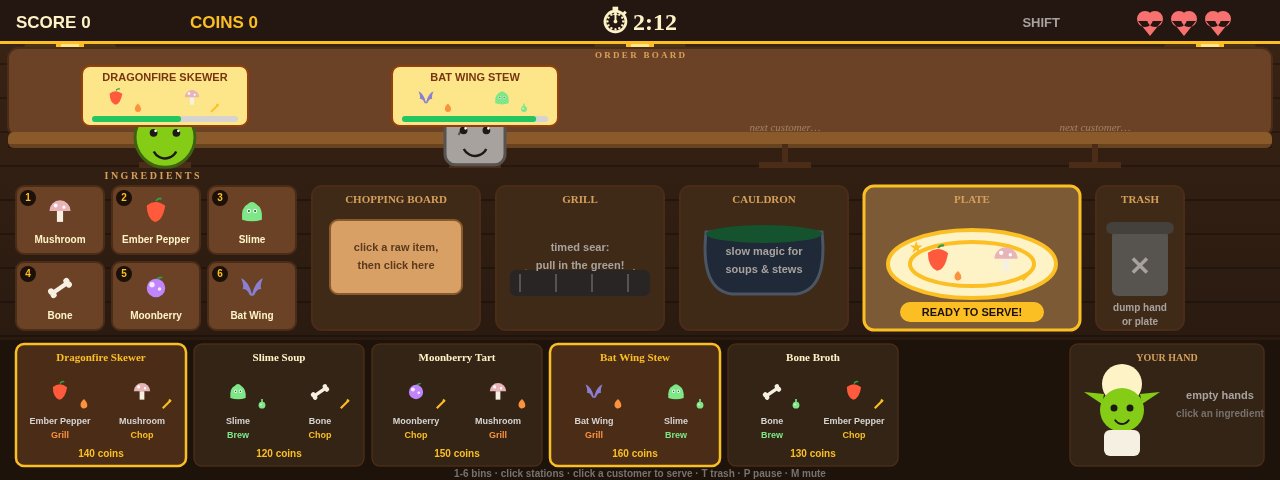 SCORE 0
COINS 0
2:12
SHIFT
ORDER BOARD
DRAGONFIRE SKEWER
BAT WING STEW
next customer…
next customer…
INGREDIENTS
1
Mushroom
2
Ember Pepper
3
Slime
4
Bone
5
Moonberry
6
Bat Wing
CHOPPING BOARD
click a raw item,
then click here
GRILL
timed sear:
pull in the green!
CAULDRON
slow magic for
soups & stews
PLATE
READY TO SERVE!
TRASH
dump hand
or plate
Dragonfire Skewer
Ember Pepper
Mushroom
Grill
Chop
140 coins
Slime Soup
Slime
Bone
Brew
Chop
120 coins
Moonberry Tart
Moonberry
Mushroom
Chop
Grill
150 coins
Bat Wing Stew
Bat Wing
Slime
Grill
Brew
160 coins
Bone Broth
Bone
Ember Pepper
Brew
Chop
130 coins
YOUR HAND
empty hands
click an ingredient
1-6 bins · click stations · click a customer to serve · T trash · P pause · M mute